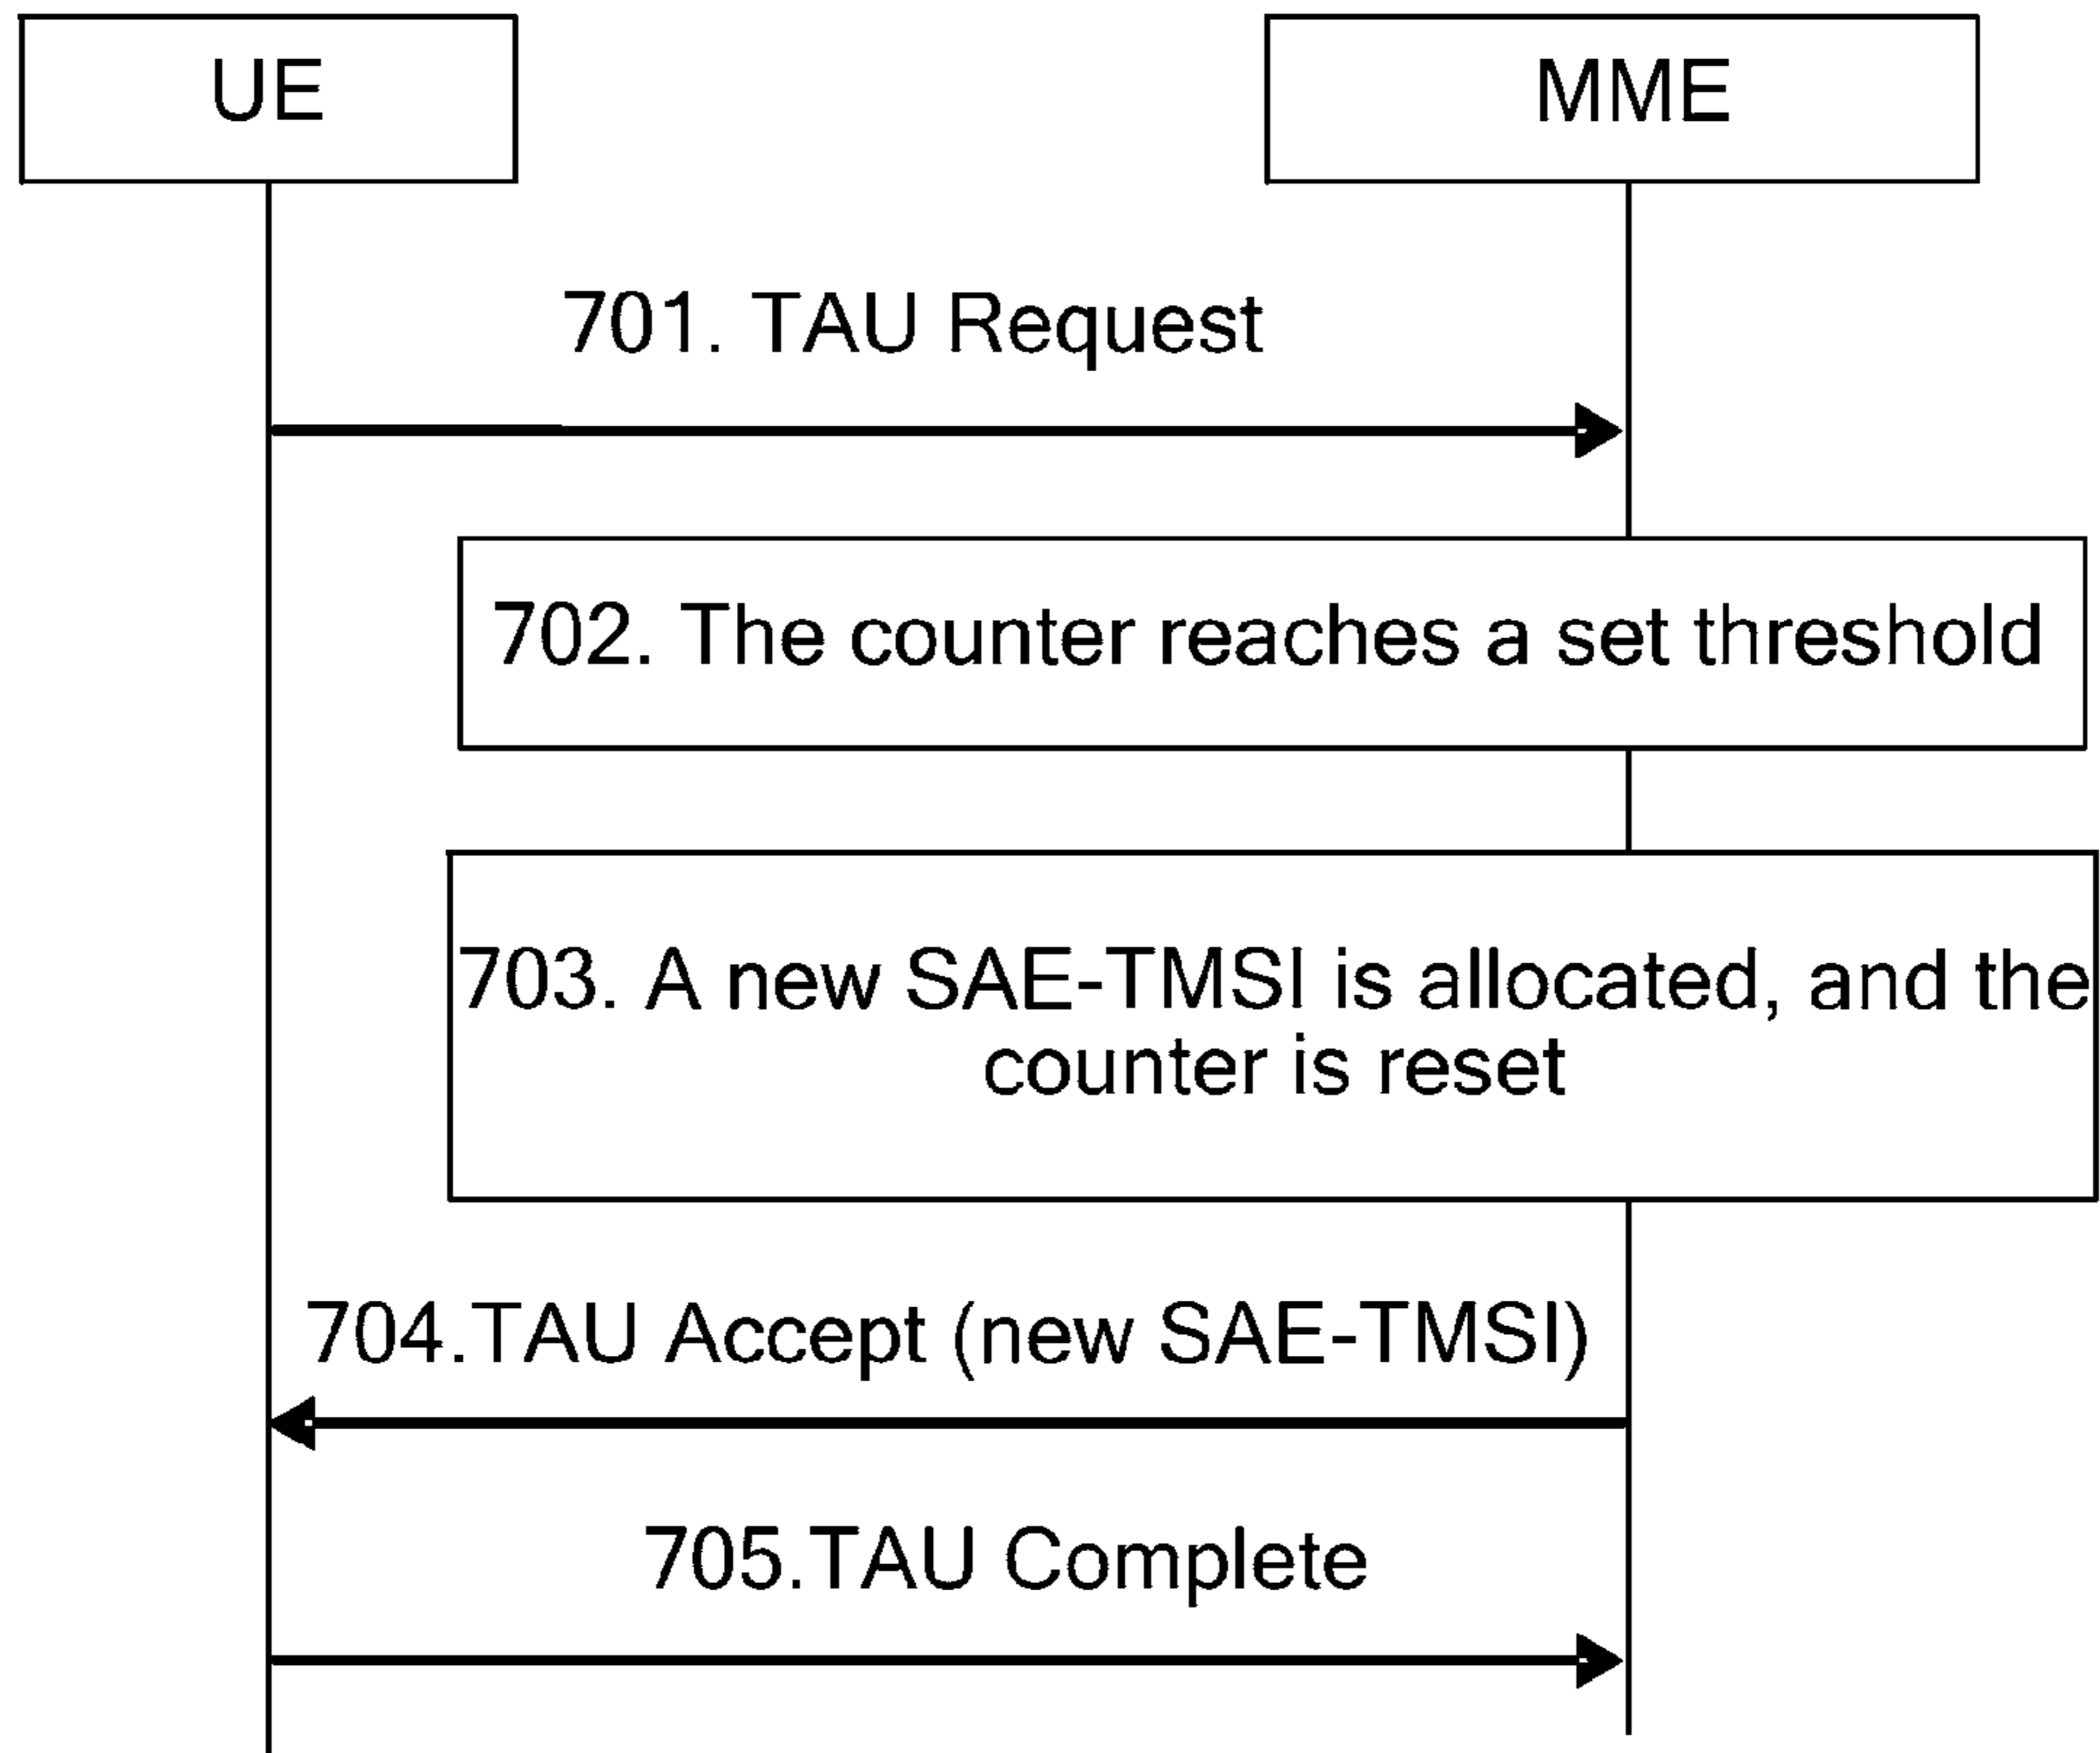 UE
MME
701. TAU Request
702. The counter reaches a set threshold
703. A new SAE-TMSI is allocated, and the
counter is reset
704.TAU Accept (new SAE-TMSI)
705.TAU Complete